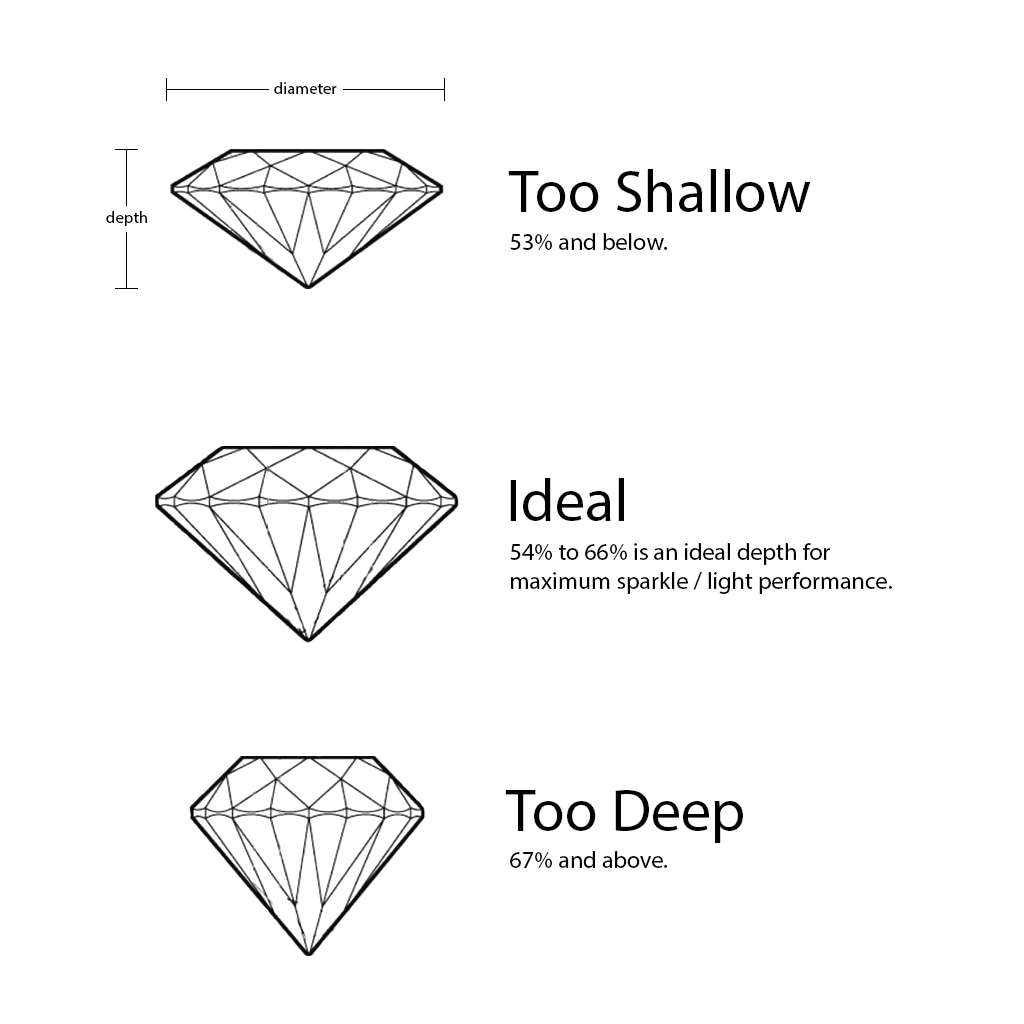 diameter
depth
Too Shallow
53% and below.
Ideal
54% to 66% is an ideal depth for
maximum sparkle / light performance.
Too Deep
67% and above.